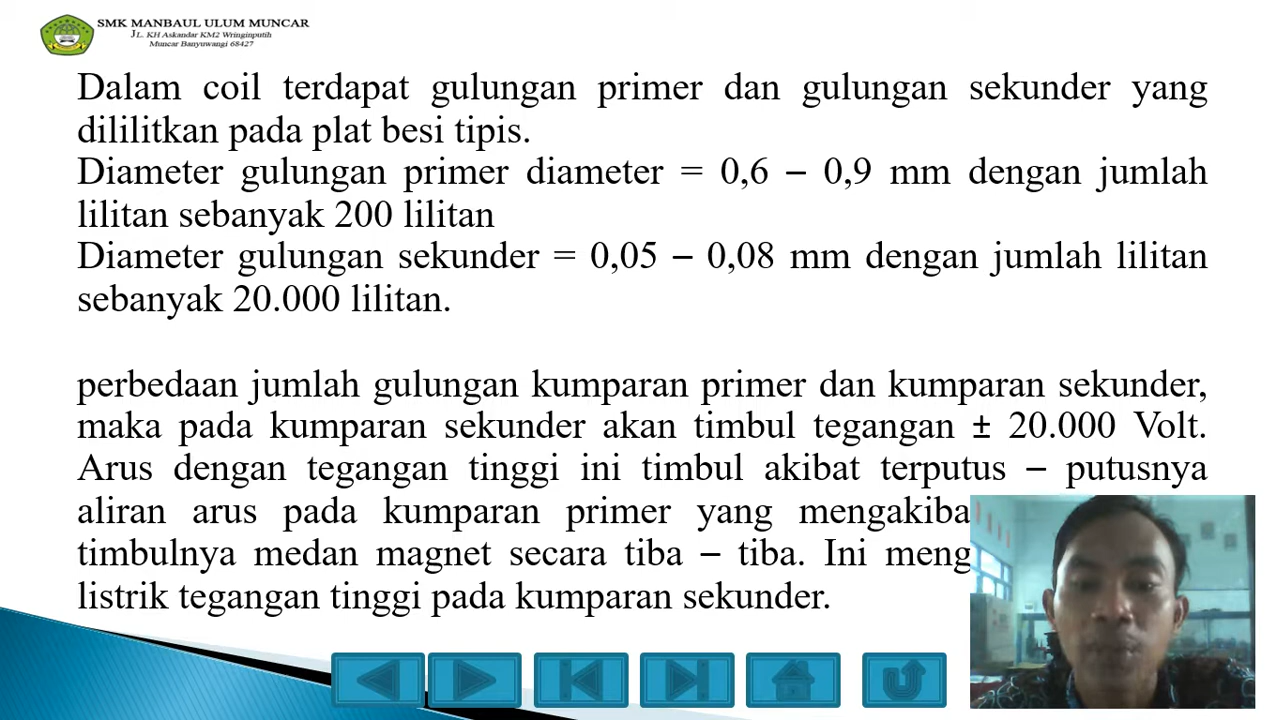 SMK MANBAUL ULUM MUNCAR
JL. KH Askandar KM2 Wringinputih
Muncar Banyuwangi 68427
Dalam coil terdapat gulungan primer dan gulungan sekunder yang
dililitkan pada plat besi tipis.
Diameter gulungan primer diameter = 0,6 – 0,9 mm dengan jumlah
lilitan sebanyak 200 lilitan
Diameter gulungan sekunder = 0,05 – 0,08 mm dengan jumlah lilitan
sebanyak 20.000 lilitan.
perbedaan jumlah gulungan kumparan primer dan kumparan sekunder,
maka pada kumparan sekunder akan timbul tegangan ± 20.000 Volt.
Arus dengan tegangan tinggi ini timbul akibat terputus – putusnya
aliran arus pada kumparan primer yang mengakiba
timbulnya medan magnet secara tiba – tiba. Ini meng
listrik tegangan tinggi pada kumparan sekunder.